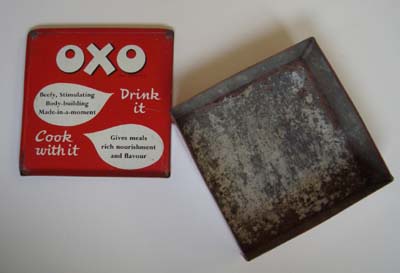 OXO
Beefy, Stimulating
Body-building
Made-in-a-moment
Drink
it
Cook
with it
Gives meals
rich nourishment
and flavour